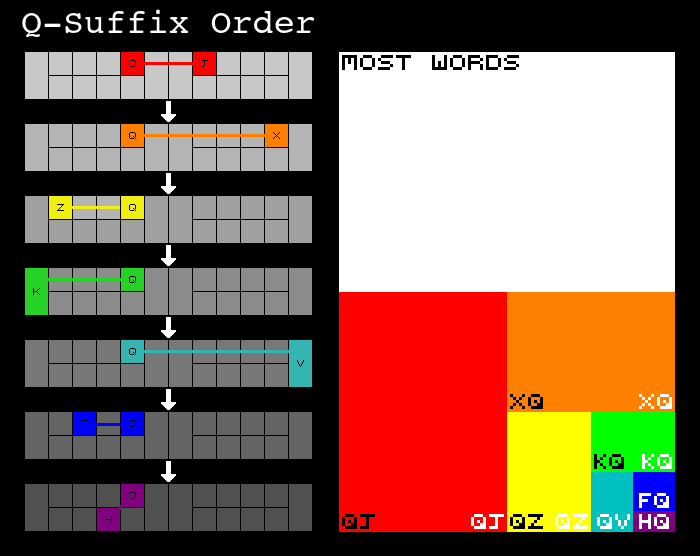 Q-Suffix Order
Q J
Q X
Z Q
K Q
Q V
F Q
Q
H
MOST WORDS
XQ XQ
KQ KQ
FQ
QJ QJ QZ QZ QV HQ